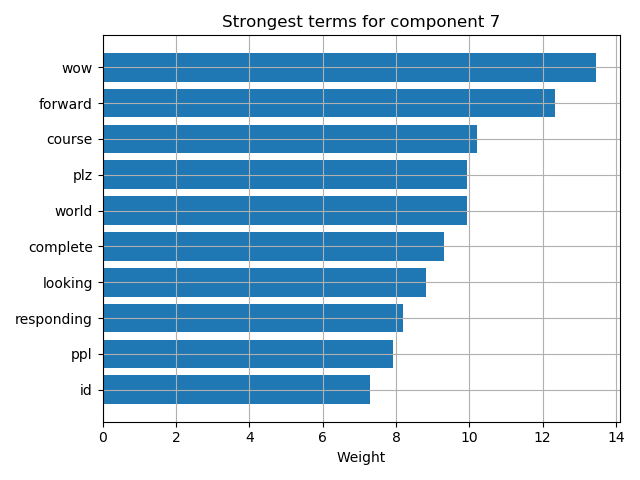 Strongest terms for component 7
wow
forward
course
plz
world
complete
looking
responding
ppl
id
0 2 4 6 8 10 12 14
Weight